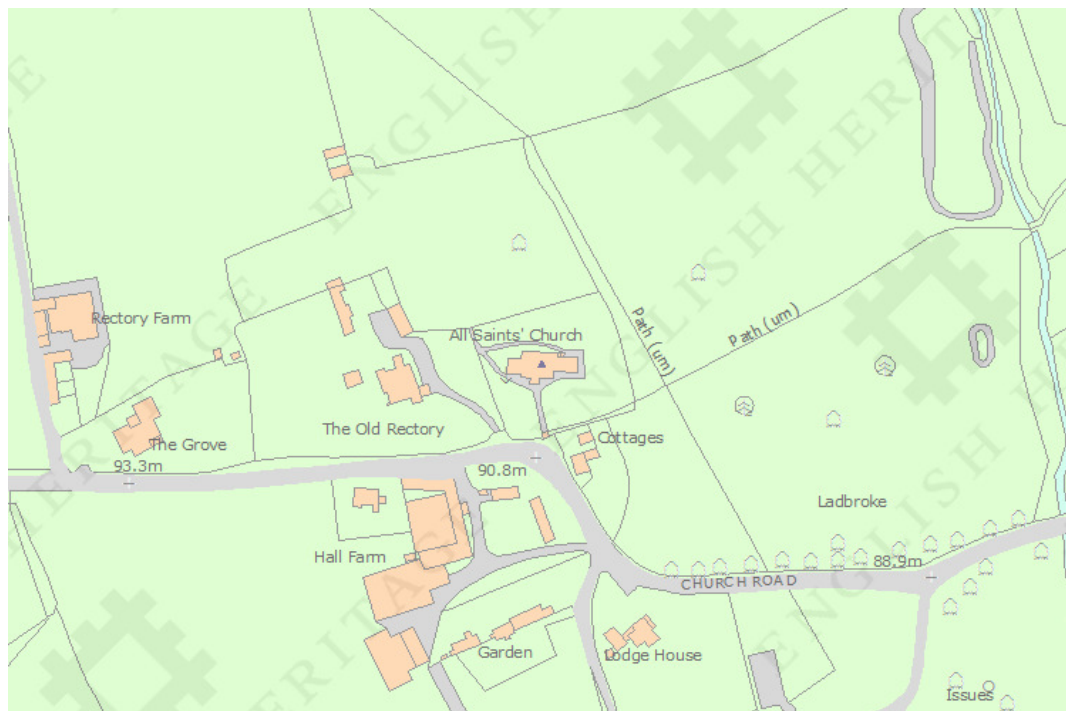 ENGLISH HERITAGE
Rectory Farm
All Saints' Church
Path (um)
Path (um)
The Old Rectory
Cottages
The Grove
93.3m
90.8m
Ladbroke
Hall Farm
88.9m
CHURCH ROAD
Garden
Lodge House
Issues